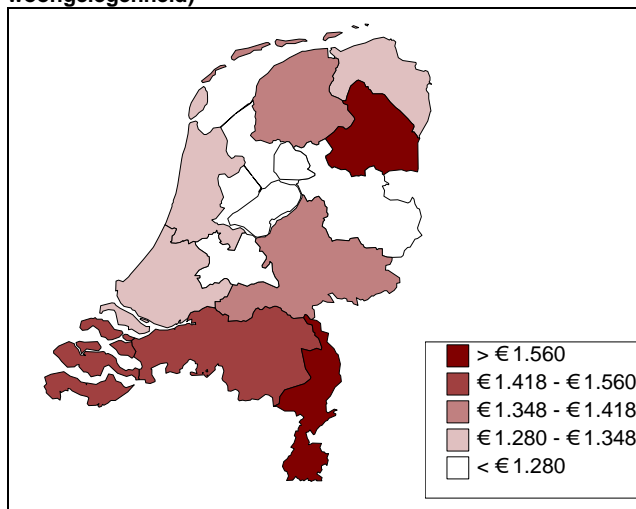 woongelegenheid)
> € 1.560
€ 1.418 - € 1.560
€ 1.348 - € 1.418
€ 1.280 - € 1.348
< € 1.280